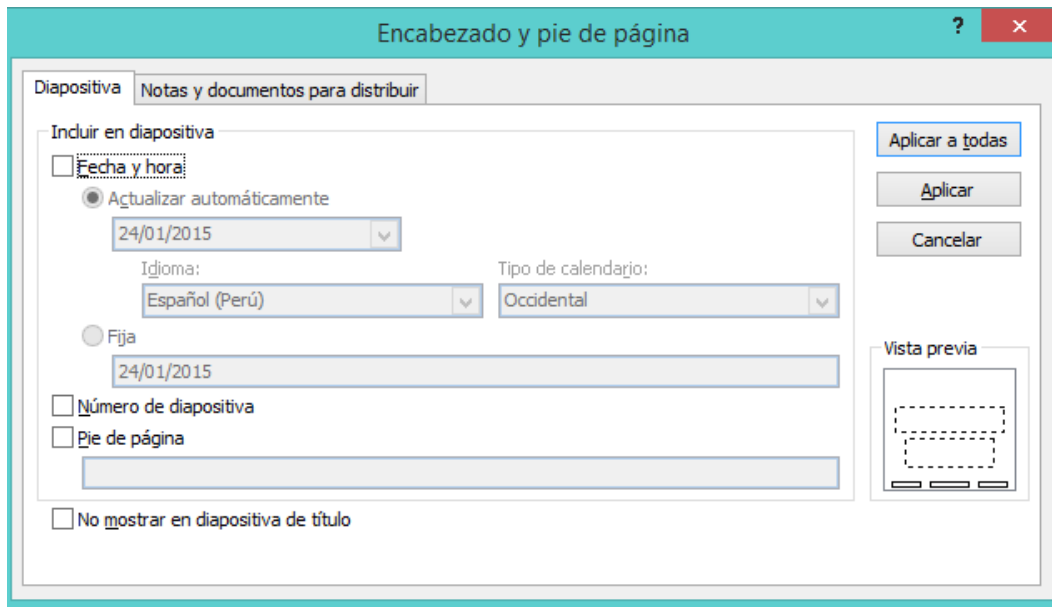 Encabezado y pie de página
?
Diapositiva
Notas y documentos para distribuir
Incluir en diapositiva
Fecha y hora
Actualizar automáticamente
24/01/2015
Idioma:
Tipo de calendario:
Español (Perú)
Occidental
Fija
24/01/2015
Número de diapositiva
Pie de página
No mostrar en diapositiva de título
Aplicar a todas
Aplicar
Cancelar
Vista previa